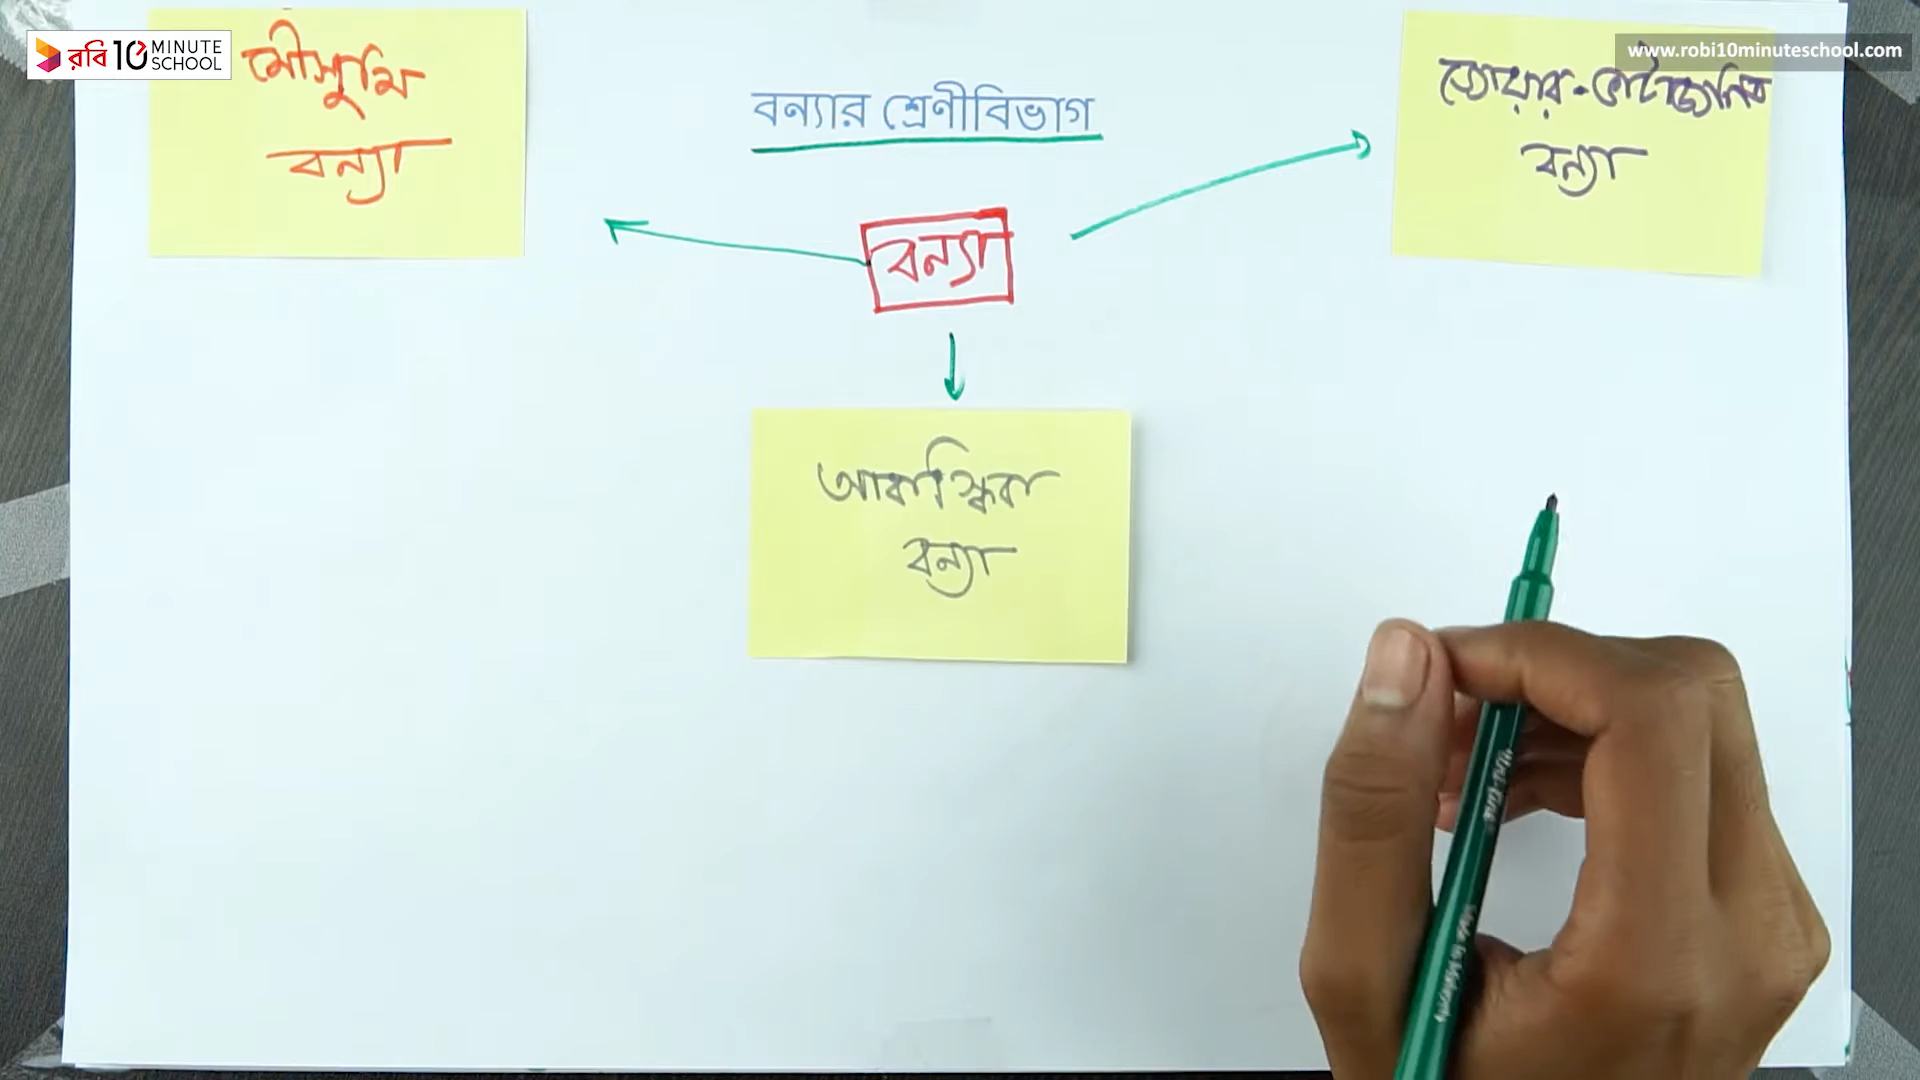 রবি 10 MINUTE SCHOOL
www.robi10minuteschool.com
মৌসুমি
বন্যা
বন্যার শ্রেণীবিভাগ
বন্যা
জোয়ার-ভাটাজনিত
বন্যা
আকস্মিক
বন্যা